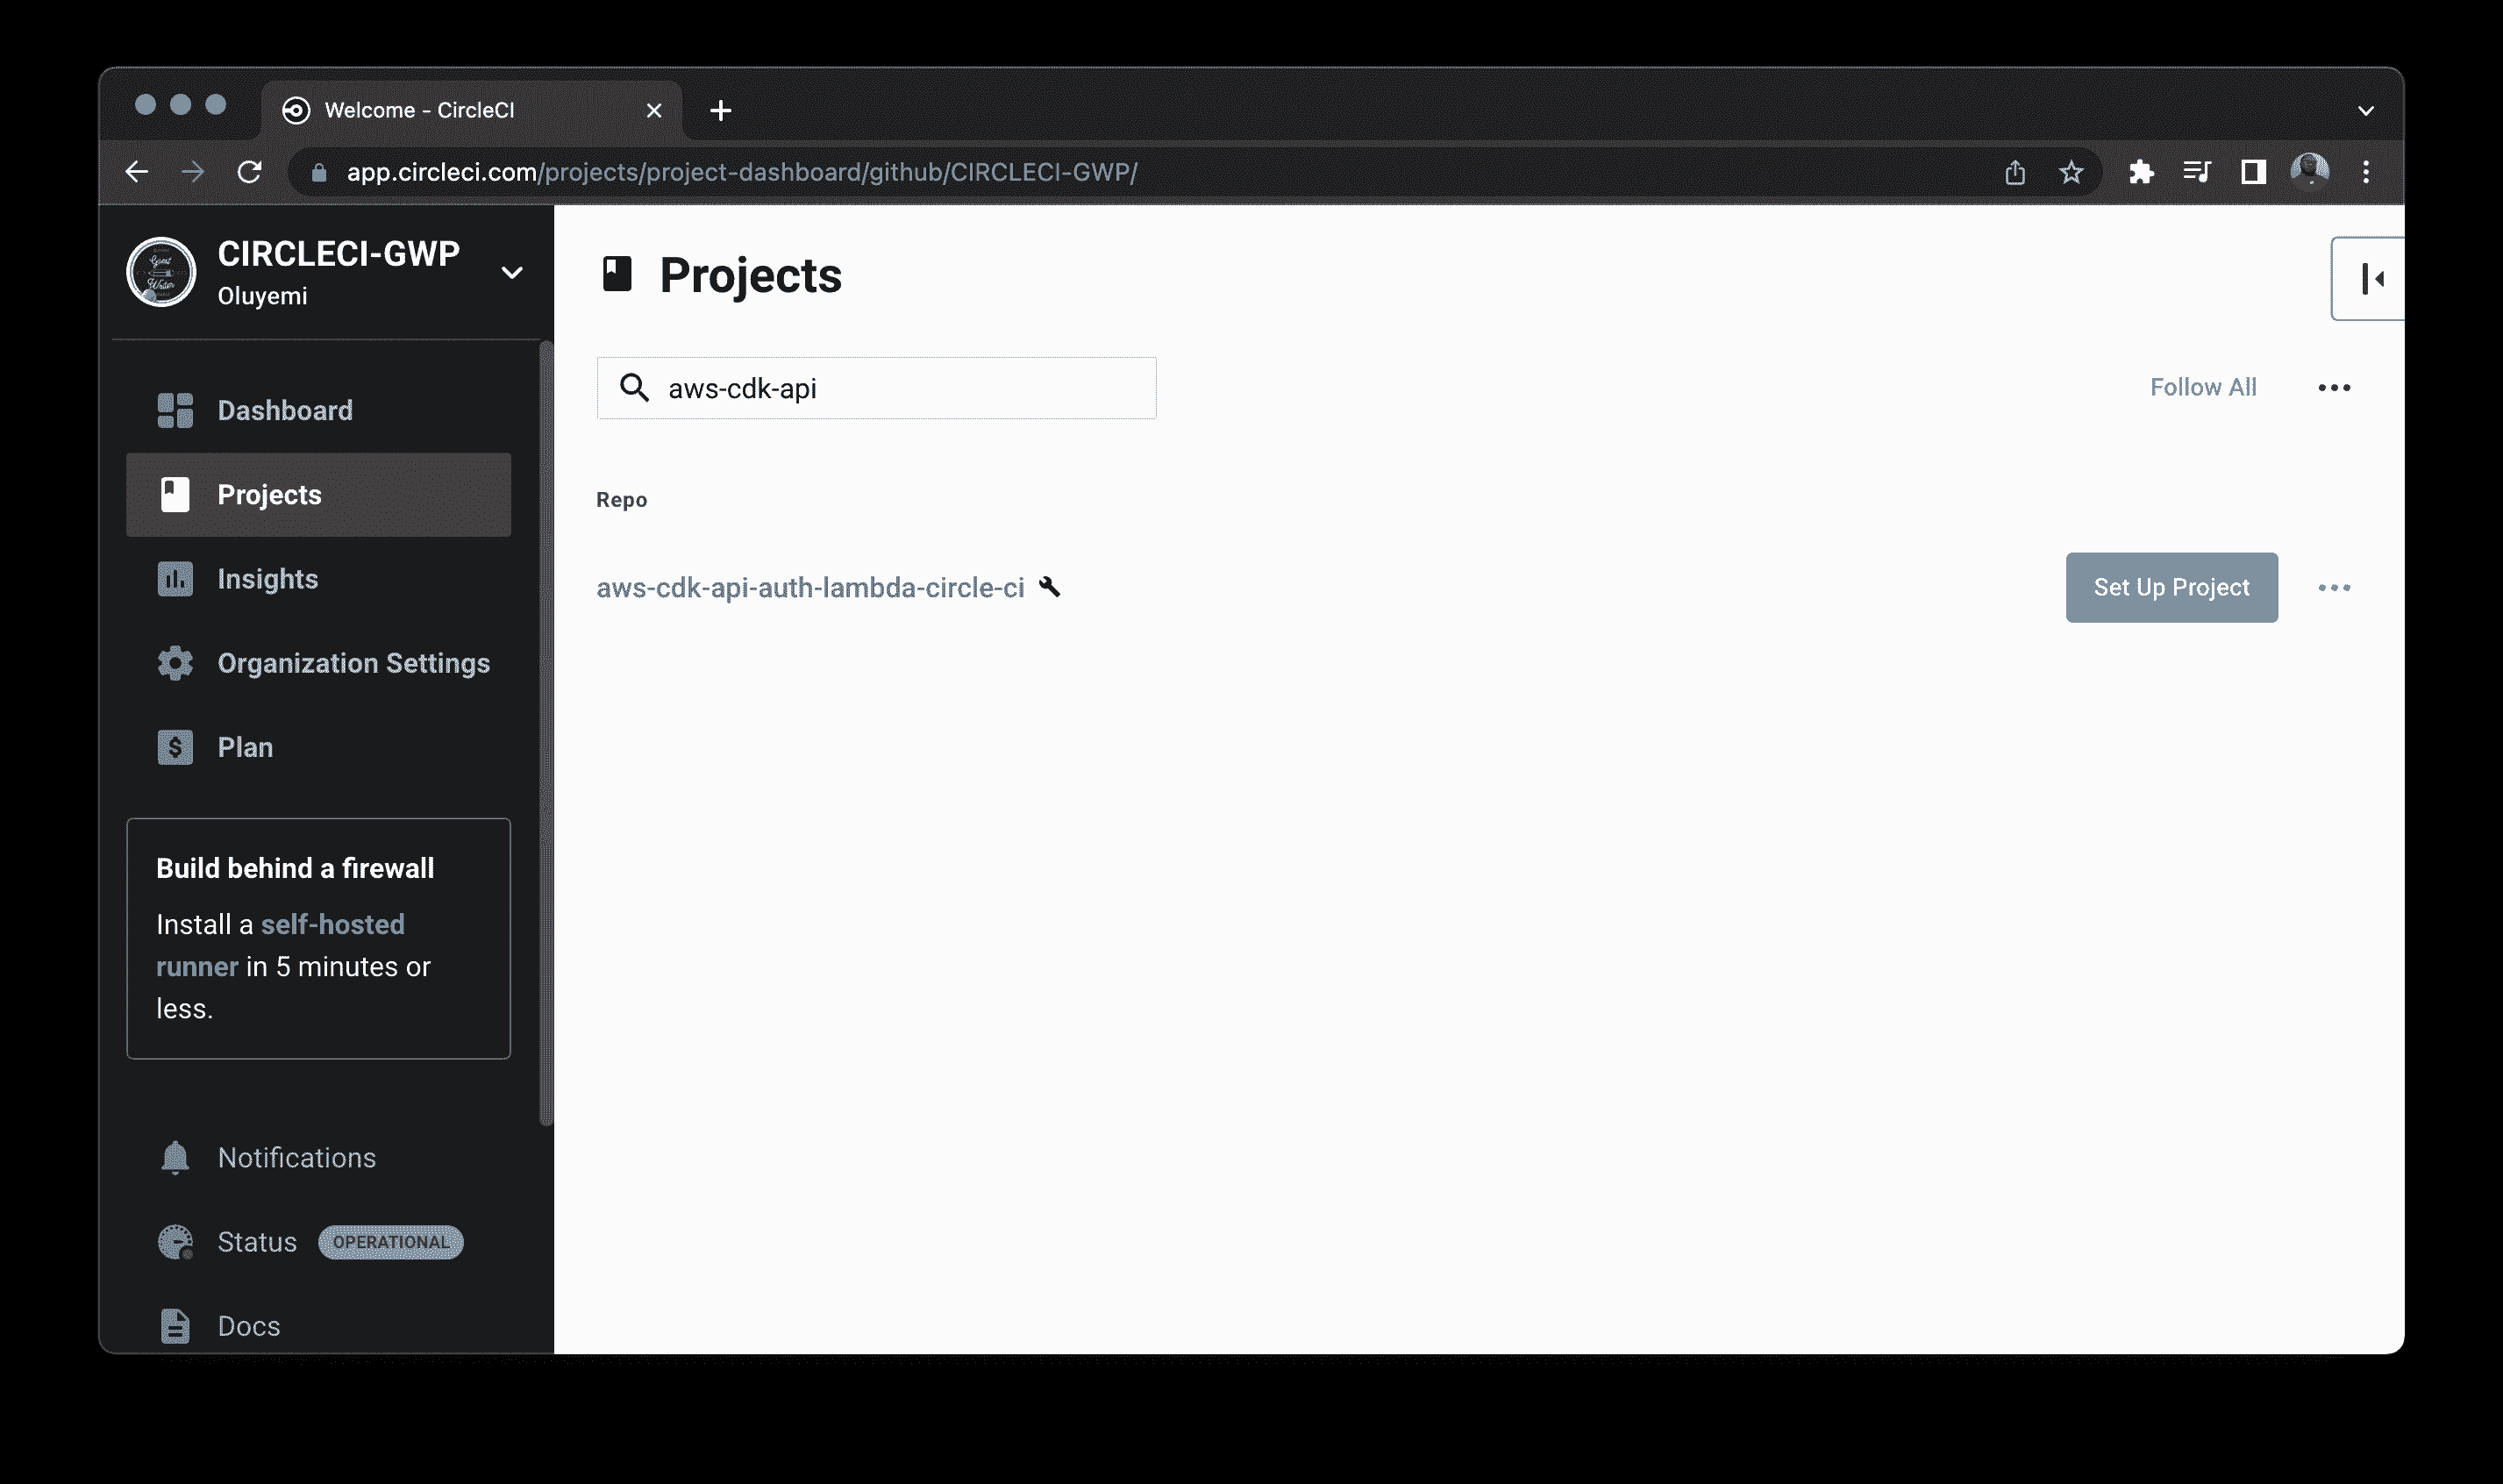 Welcome - CircleCI
app.circleci.com/projects/project-dashboard/github/CIRCLECI-GWP/
Guest
Writer
CIRCLECI-GWP
Oluyemi
Dashboard
Projects
Insights
Organization Settings
Plan
Build behind a firewall
Install a self-hosted
runner in 5 minutes or
less.
Notifications
Status OPERATIONAL
Docs
Projects
aws-cdk-api
Follow All
Repo
aws-cdk-api-auth-lambda-circle-ci
Set Up Project